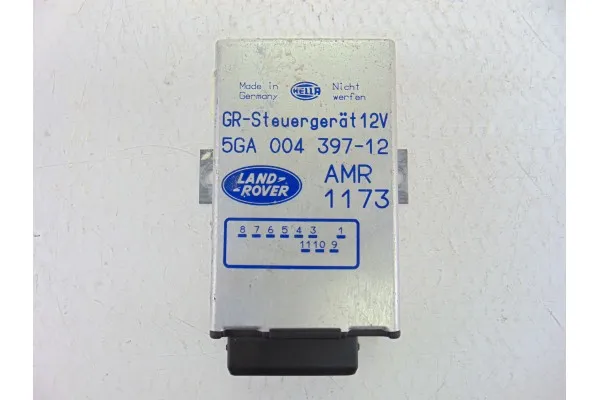 Made in Germany
HELLA
Nicht werfen
GR-Steuergerät 12V
5GA 004 397-12
LAND-
-ROVER
AMR
1173
8 7 6 5 4 3 1
11 10 9